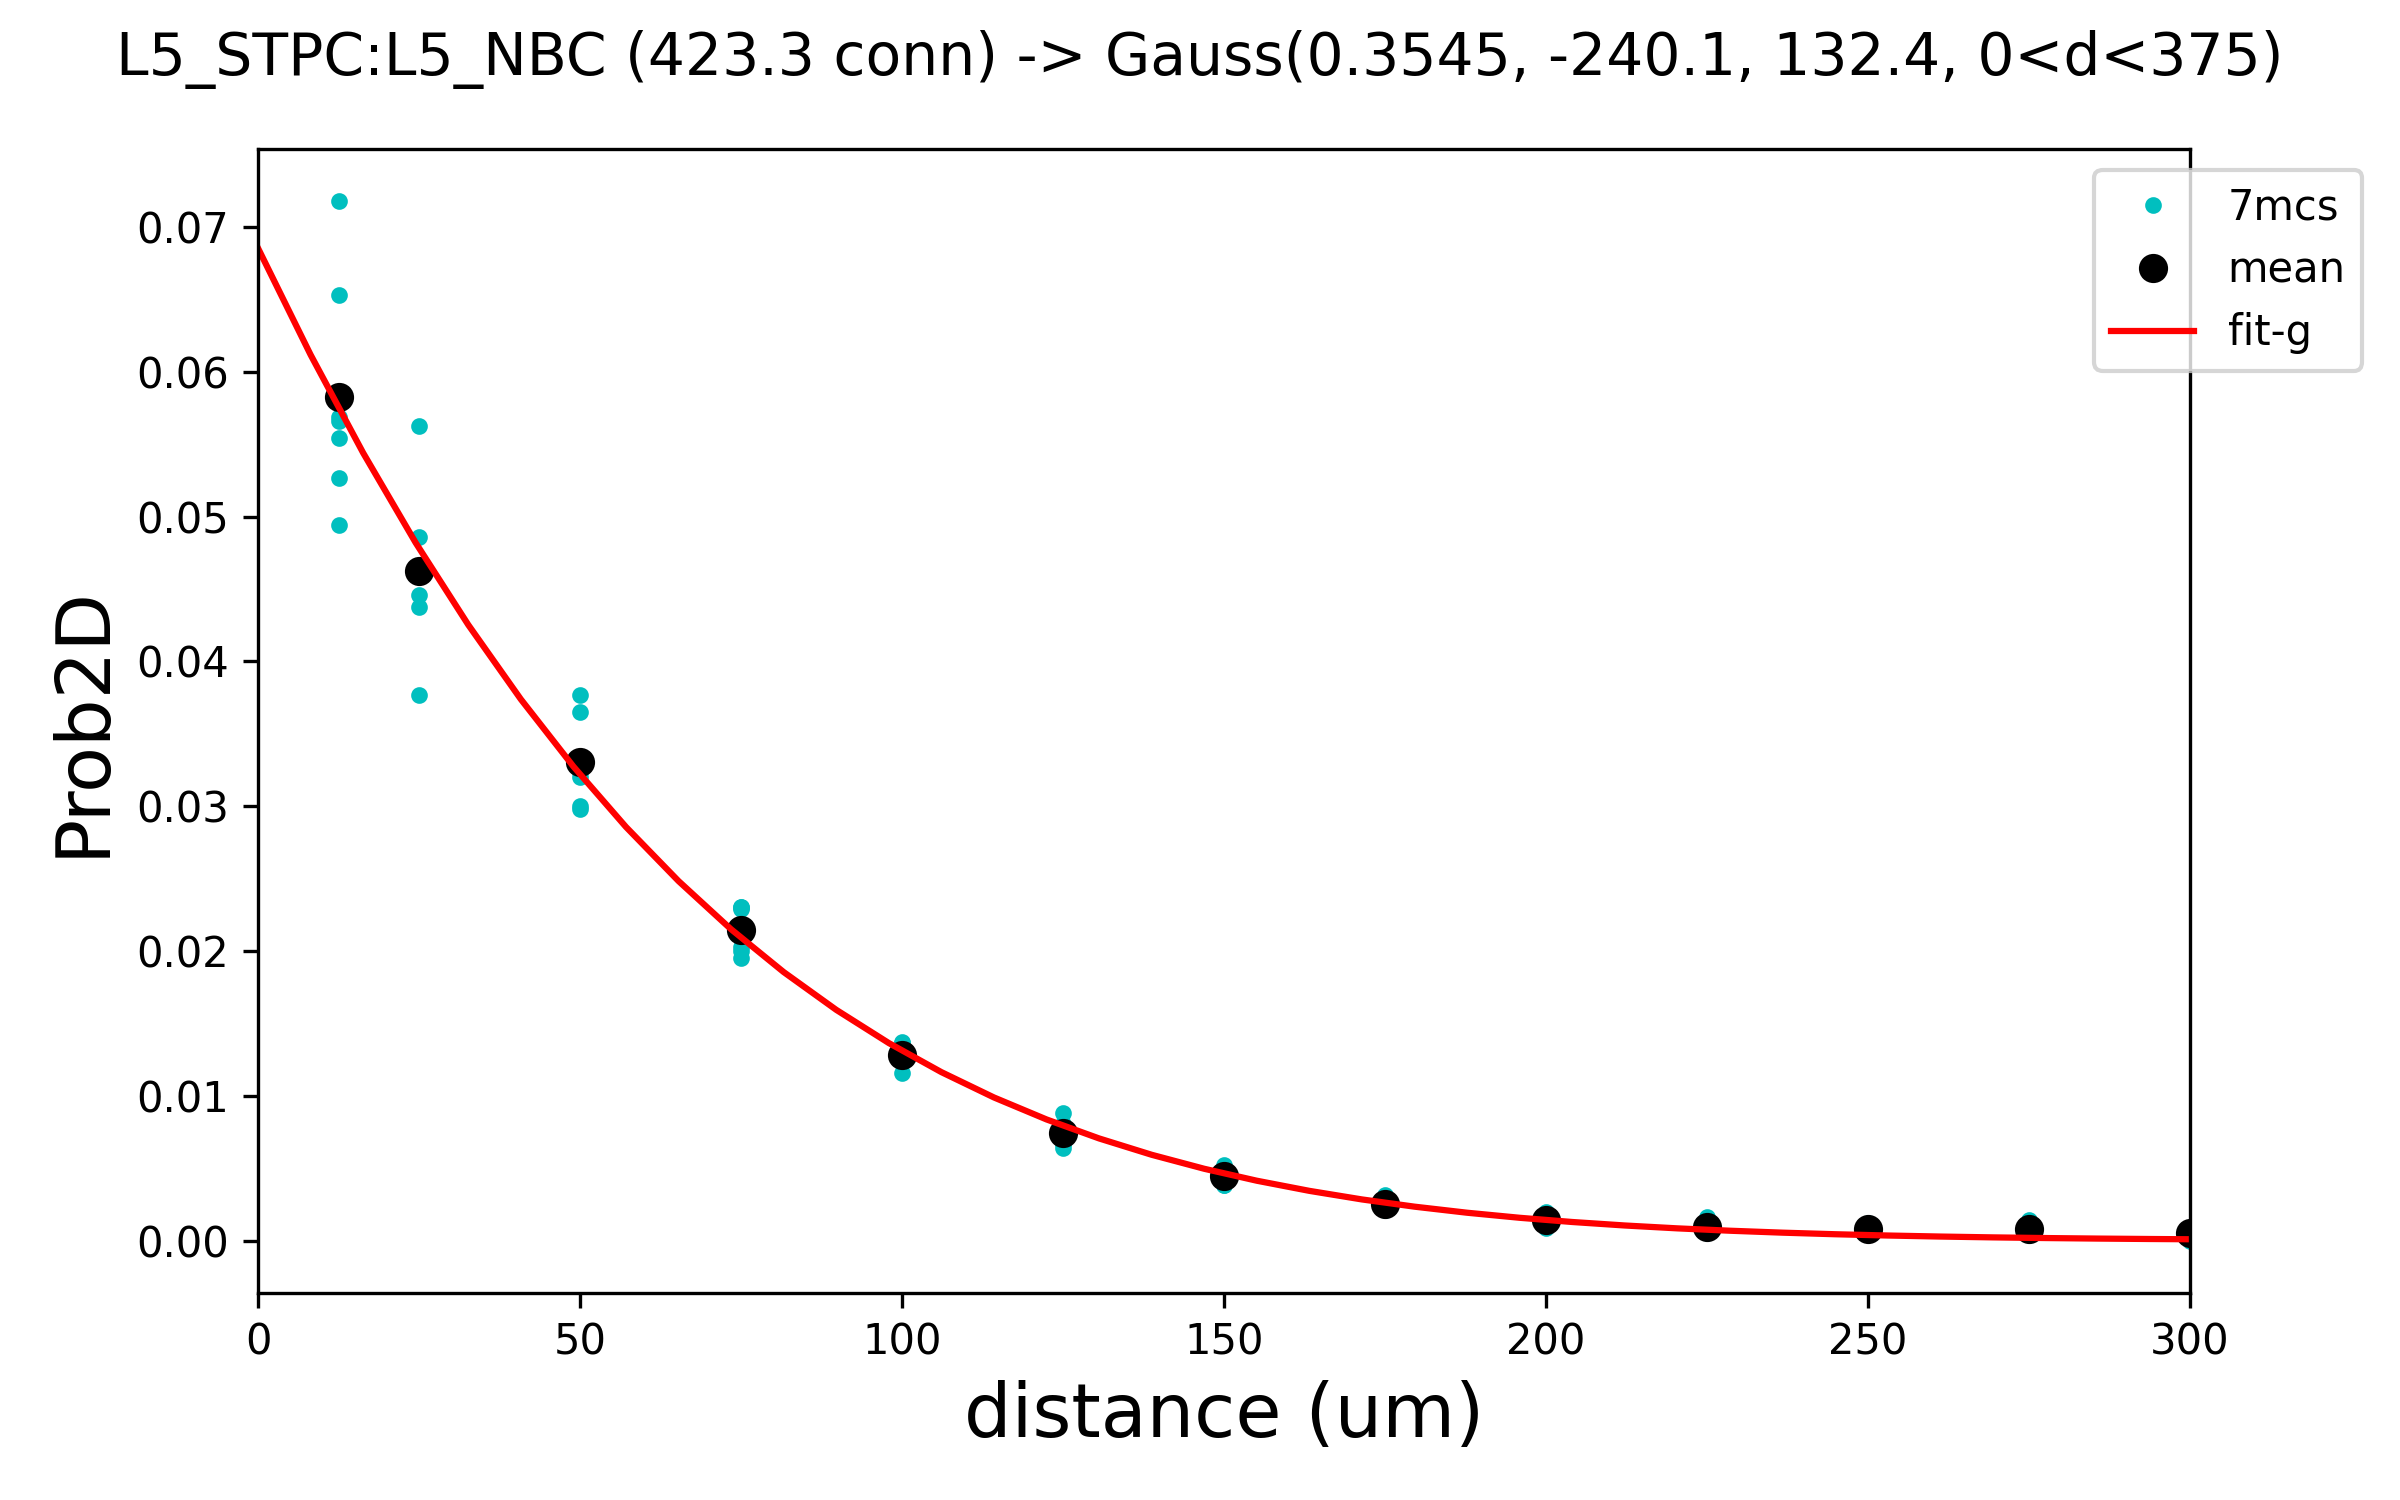 L5_STPC:L5_NBC (423.3 conn) -> Gauss(0.3545, -240.1, 132.4, 0<d<375)
7mcs
mean
fit-g
Prob2D
0.07
0.06
0.05
0.04
0.03
0.02
0.01
0.00
0 50 100 150 200 250 300
distance (um)